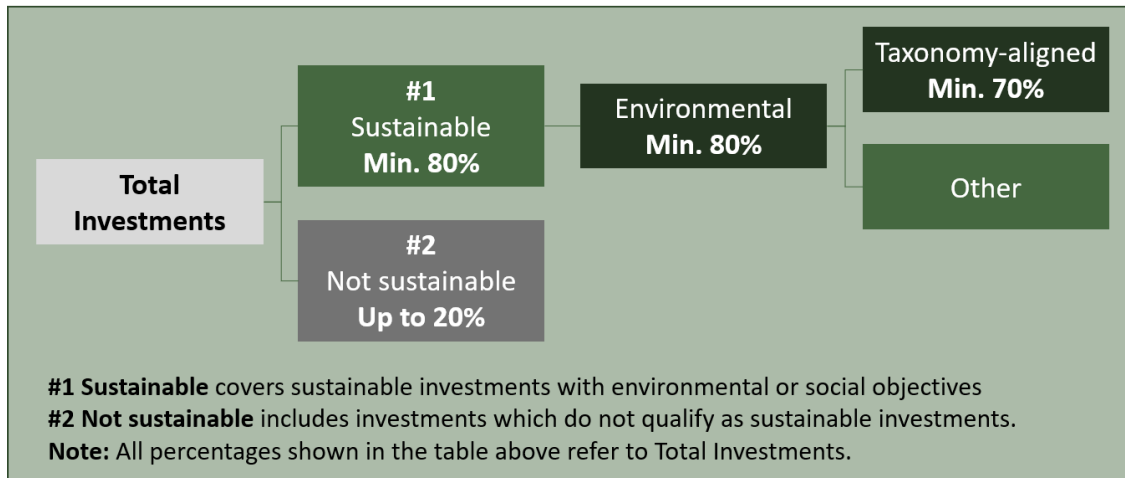 Total
Investments
#1
Sustainable
Min. 80%
#2
Not sustainable
Up to 20%
Environmental
Min. 80%
Taxonomy-aligned
Min. 70%
Other
#1 Sustainable covers sustainable investments with environmental or social objectives
#2 Not sustainable includes investments which do not qualify as sustainable investments.
Note: All percentages shown in the table above refer to Total Investments.